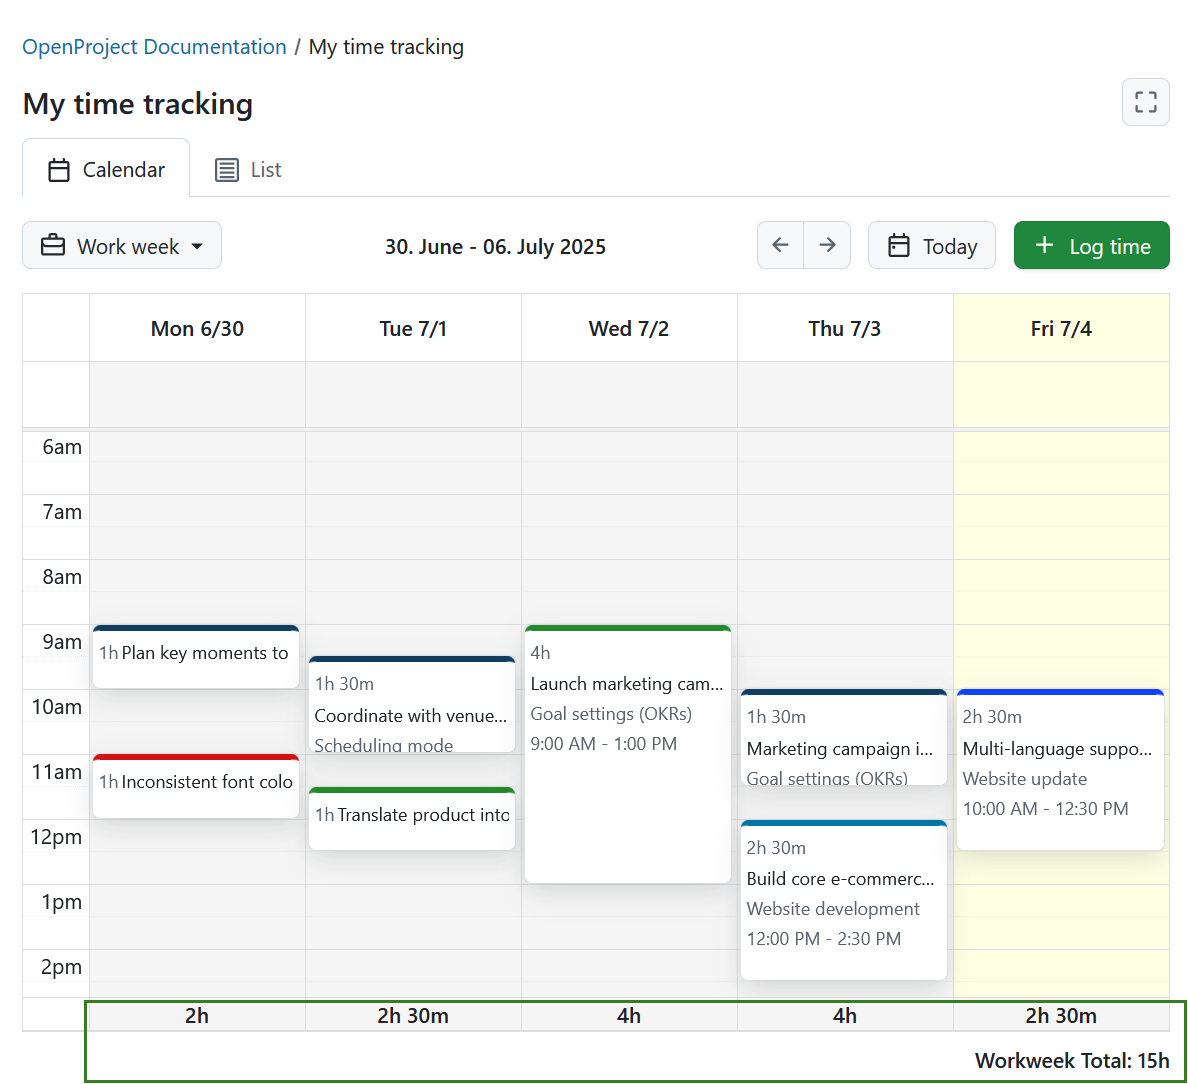 OpenProject Documentation / My time tracking
My time tracking
Calendar
List
Work week
30. June - 06. July 2025
Today
+ Log time
Mon 6/30
Tue 7/1
Wed 7/2
Thu 7/3
Fri 7/4
6am
7am
8am
9am
10am
11am
12pm
1pm
2pm
1h Plan key moments to
1h Inconsistent font colo
1h 30m
Coordinate with venue...
Scheduling mode
1h Translate product into
4h
Launch marketing cam...
Goal settings (OKRs)
9:00 AM - 1:00 PM
1h 30m
Marketing campaign i...
Goal settings (OKRs)
2h 30m
Build core e-commerc...
Website development
12:00 PM - 2:30 PM
2h 30m
Multi-language suppo...
Website update
10:00 AM - 12:30 PM
2h
2h 30m
4h
4h
2h 30m
Workweek Total: 15h